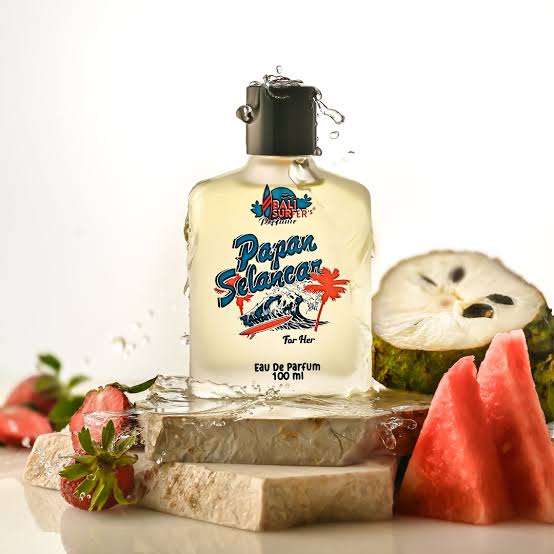 BALI
SURFER'S
Perfume
Papan
Selancar
For Her
Eau De Parfum
100 ml